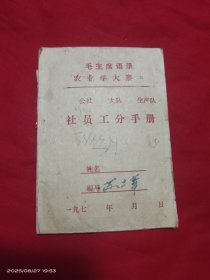 毛主席语录
农业学大寨
公社 大队 生产队
社员工分手册
姓名
编号
一九七 年 月 日
2025/08/27 19:53